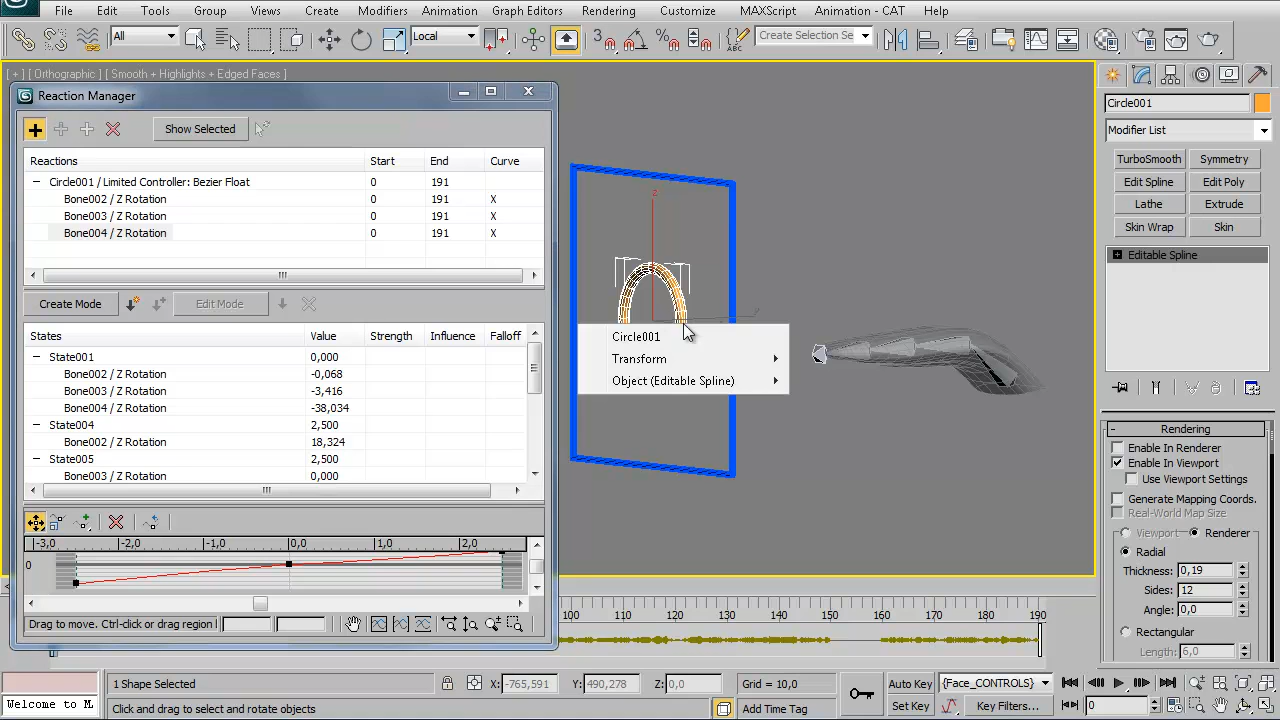 File Edit Tools Group Views Create Modifiers Animation Graph Editors Rendering Customize MAXScript Animation - CAT Help
All Local 3 % Create Selection Se
[ + ] [ Orthographic ] [ Smooth + Highlights + Edged Faces ]
Reaction Manager
Circle001
Modifier List
Show Selected
TurboSmooth Symmetry
Reactions Start End Curve
Circle001 / Limited Controller: Bezier Float 0 191
Edit Spline Edit Poly
Bone002 / Z Rotation 0 191 X
Lathe Extrude
Bone003 / Z Rotation 0 191 X
Skin Wrap Skin
Bone004 / Z Rotation 0 191 X
Editable Spline
Create Mode Edit Mode
States Value Strength Influence Falloff
State001 0,000
Bone002 / Z Rotation -0,068
Bone003 / Z Rotation -3,416
Bone004 / Z Rotation -38,034
State004 2,500
Bone002 / Z Rotation 18,324
State005 2,500
Bone003 / Z Rotation 0,000
z
Circle001
Transform
Object (Editable Spline)
Rendering
Enable In Renderer
Enable In Viewport
Use Viewport Settings
Generate Mapping Coords.
Real-World Map Size
Viewport Renderer
Radial
Thickness: 0,19
Sides: 12
Angle: 0,0
Rectangular
Length: 6,0
-3,0 -2,0 -1,0 0,0 1,0 2,0
0
Drag to move. Ctrl-click or drag region
100 110 120 130 140 150 160 170 180 190
1 Shape Selected X: -765,591 Y: 490,278 Z: 0,0 Grid = 10,0 Auto Key {Face_CONTROLS}
Welcome to M. Click and drag to select and rotate objects Add Time Tag Set Key Key Filters... 0